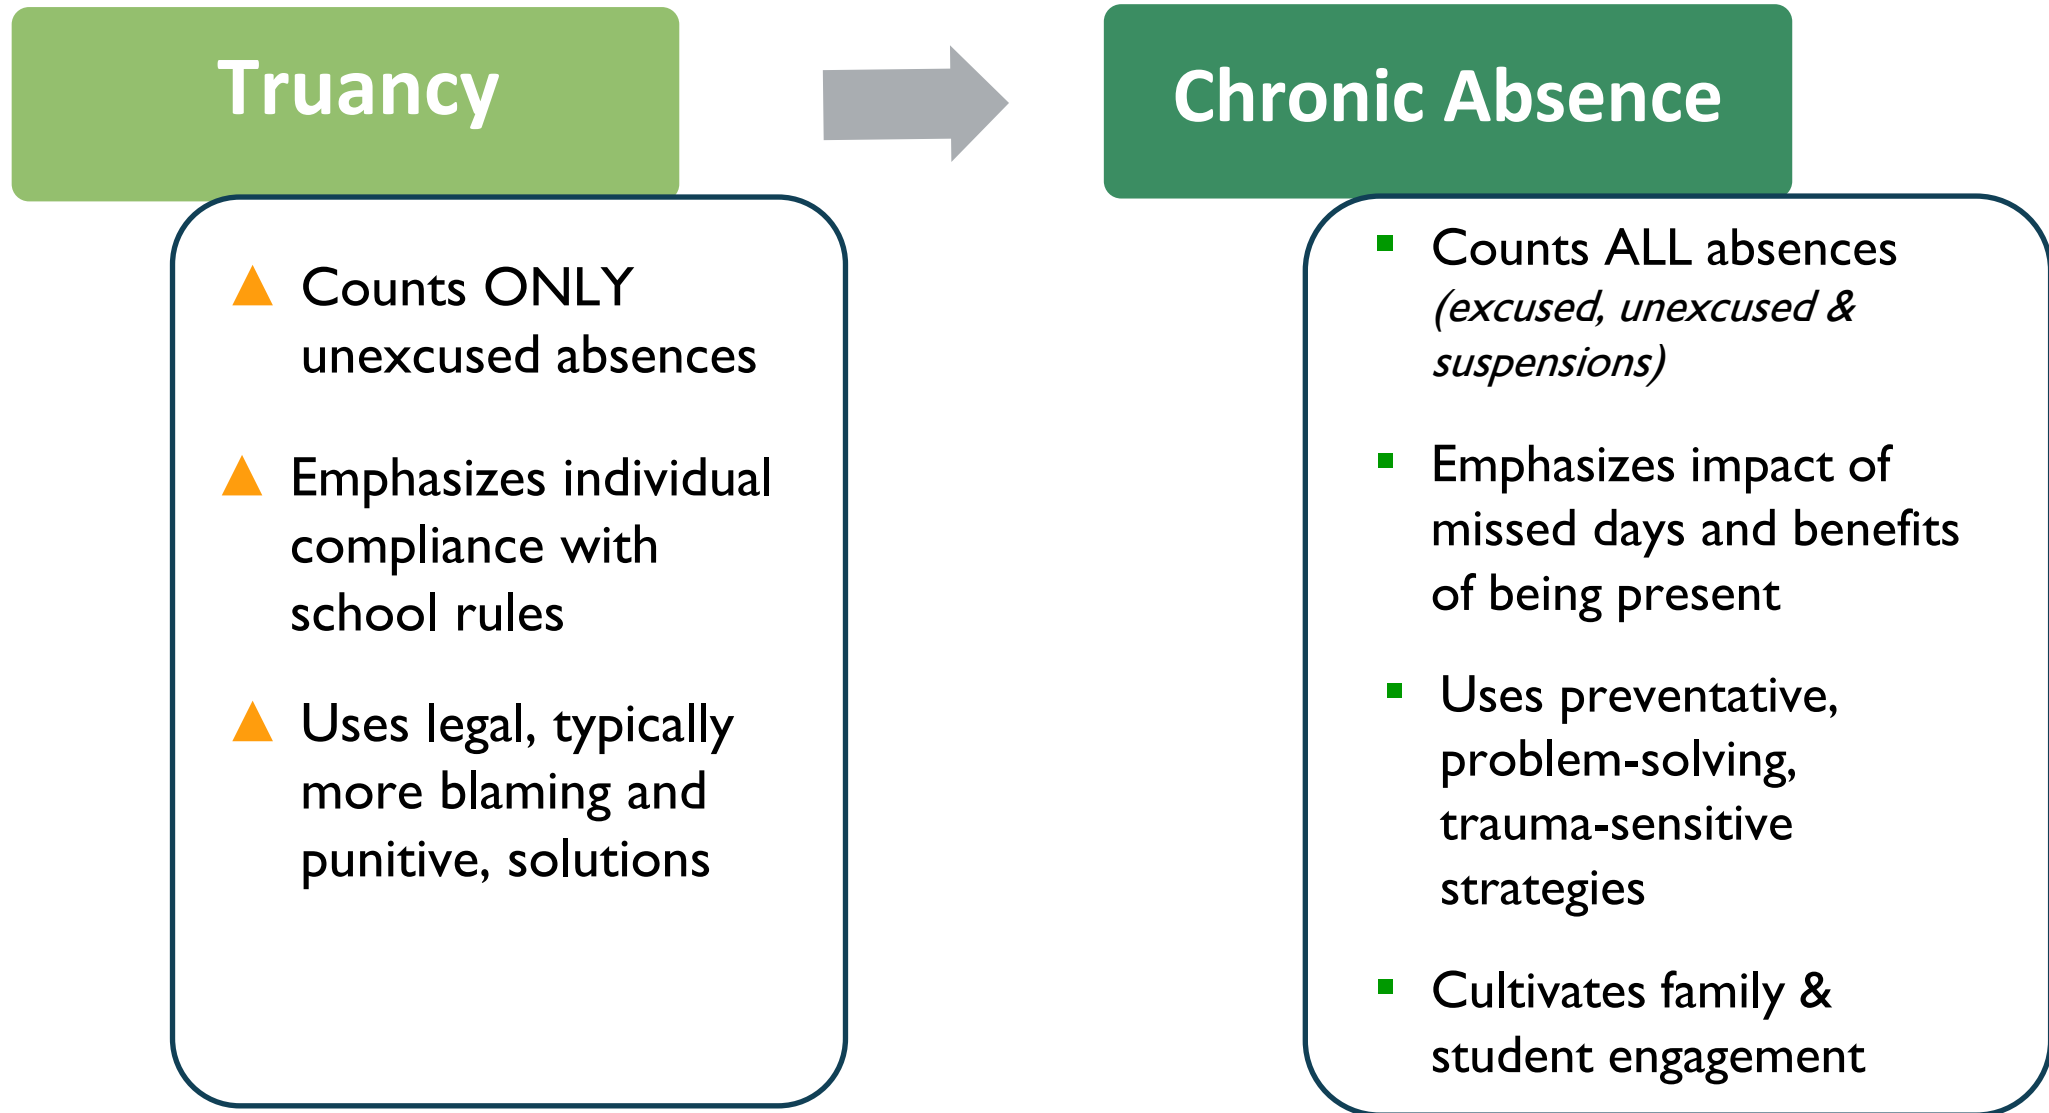 Truancy
Counts ONLY
unexcused absences
Emphasizes individual
compliance with
school rules
Uses legal, typically
more blaming and
punitive, solutions
Chronic Absence
Counts ALL absences
(excused, unexcused &
suspensions)
Emphasizes impact of
missed days and benefits
of being present
Uses preventative,
problem-solving,
trauma-sensitive
strategies
Cultivates family &
student engagement